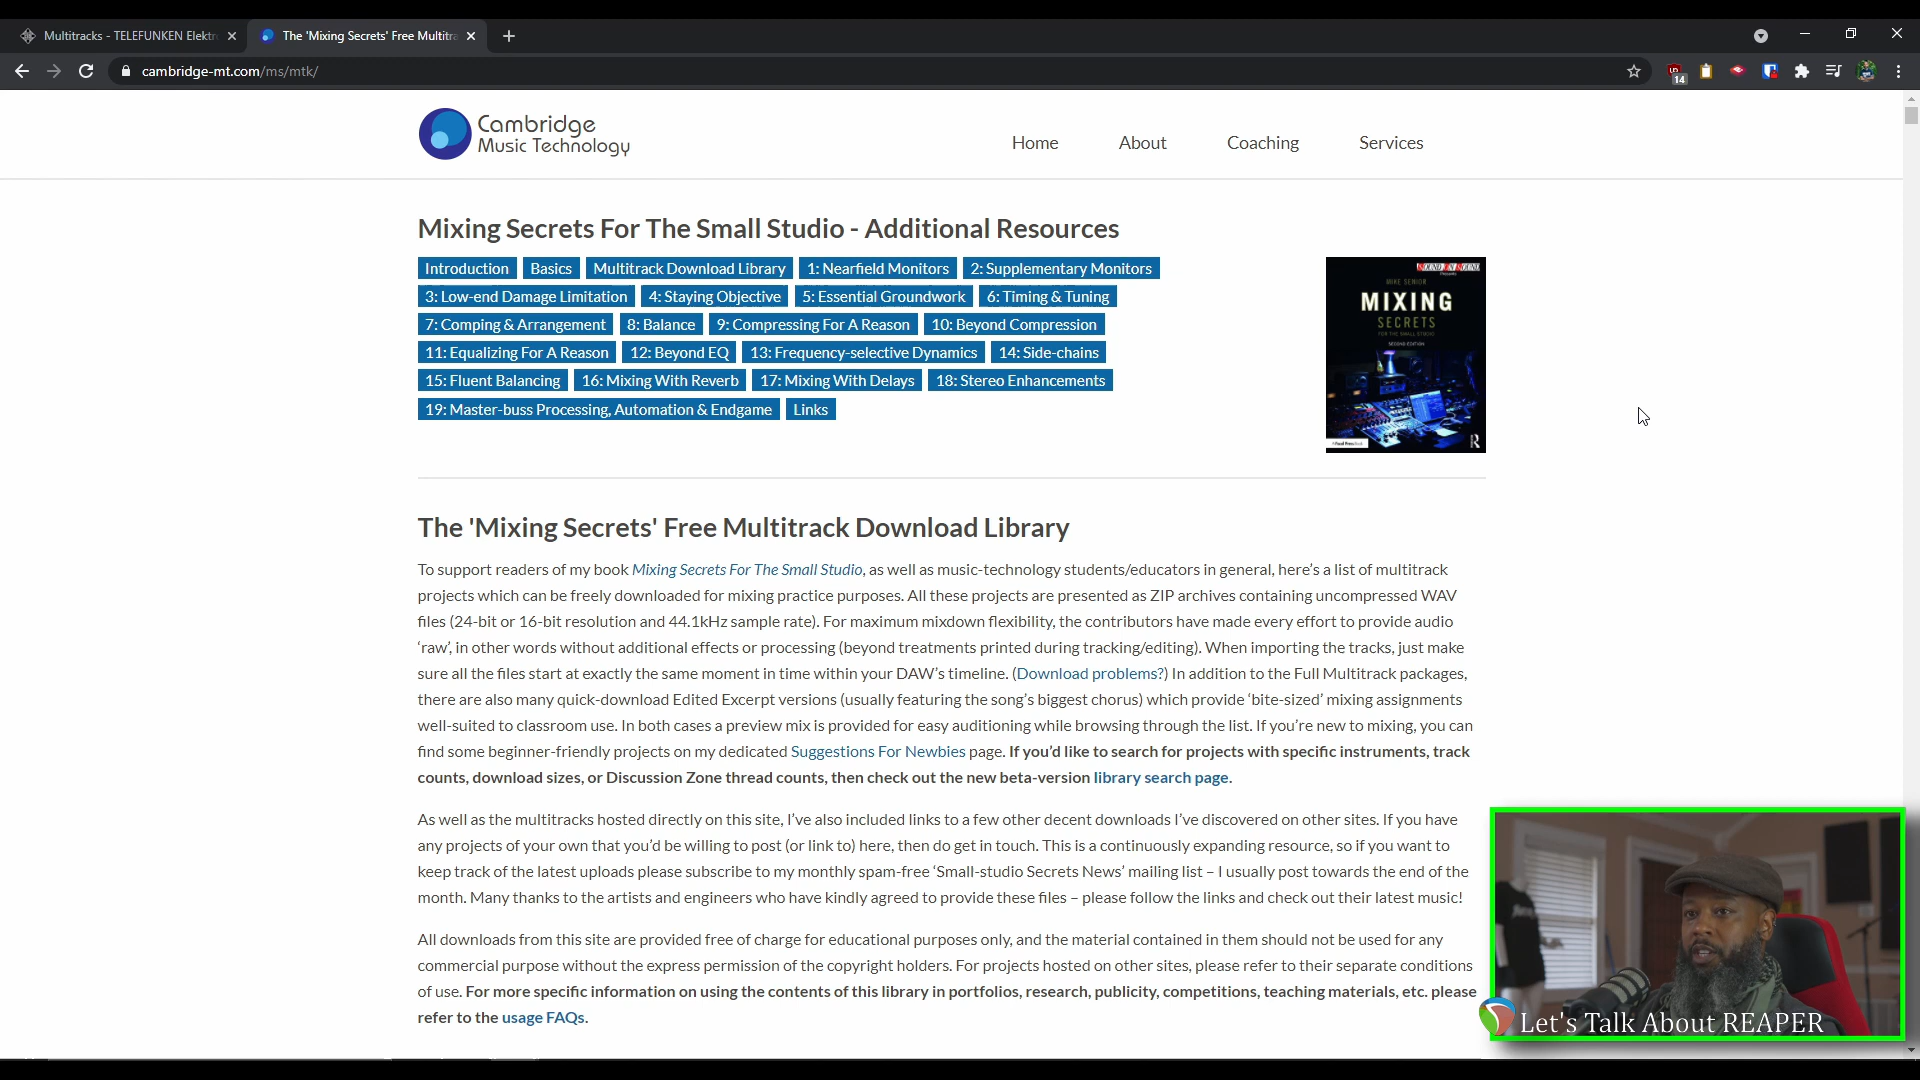 Multitracks - TELEFUNKEN Elektr
The 'Mixing Secrets' Free Multitra
cambridge-mt.com/ms/mtk/
14
Cambridge
Music Technology
Home About Coaching Services
Mixing Secrets For The Small Studio - Additional Resources
Introduction Basics Multitrack Download Library 1: Nearfield Monitors 2: Supplementary Monitors
3: Low-end Damage Limitation 4: Staying Objective 5: Essential Groundwork 6: Timing & Tuning
7: Comping & Arrangement 8: Balance 9: Compressing For A Reason 10: Beyond Compression
11: Equalizing For A Reason 12: Beyond EQ 13: Frequency-selective Dynamics 14: Side-chains
15: Fluent Balancing 16: Mixing With Reverb 17: Mixing With Delays 18: Stereo Enhancements
19: Master-buss Processing, Automation & Endgame Links
SOUND ON SOUND
MIKE SENIOR
MIXING
SECRETS
FOR THE SMALL STUDIO
SECOND EDITION
R
The 'Mixing Secrets' Free Multitrack Download Library
To support readers of my book Mixing Secrets For The Small Studio, as well as music-technology students/educators in general, here's a list of multitrack
projects which can be freely downloaded for mixing practice purposes. All these projects are presented as ZIP archives containing uncompressed WAV
files (24-bit or 16-bit resolution and 44.1kHz sample rate). For maximum mixdown flexibility, the contributors have made every effort to provide audio
'raw', in other words without additional effects or processing (beyond treatments printed during tracking/editing). When importing the tracks, just make
sure all the files start at exactly the same moment in time within your DAW's timeline. (Download problems?) In addition to the Full Multitrack packages,
there are also many quick-download Edited Excerpt versions (usually featuring the song's biggest chorus) which provide 'bite-sized' mixing assignments
well-suited to classroom use. In both cases a preview mix is provided for easy auditioning while browsing through the list. If you're new to mixing, you can
find some beginner-friendly projects on my dedicated Suggestions For Newbies page. If you'd like to search for projects with specific instruments, track
counts, download sizes, or Discussion Zone thread counts, then check out the new beta-version library search page.
As well as the multitracks hosted directly on this site, I've also included links to a few other decent downloads I've discovered on other sites. If you have
any projects of your own that you'd be willing to post (or link to) here, then do get in touch. This is a continuously expanding resource, so if you want to
keep track of the latest uploads please subscribe to my monthly spam-free 'Small-studio Secrets News' mailing list – I usually post towards the end of the
month. Many thanks to the artists and engineers who have kindly agreed to provide these files – please follow the links and check out their latest music!
All downloads from this site are provided free of charge for educational purposes only, and the material contained in them should not be used for any
commercial purpose without the express permission of the copyright holders. For projects hosted on other sites, please refer to their separate conditions
of use. For more specific information on using the contents of this library in portfolios, research, publicity, competitions, teaching materials, etc. please
refer to the usage FAQs.
Let's Talk About REAPER